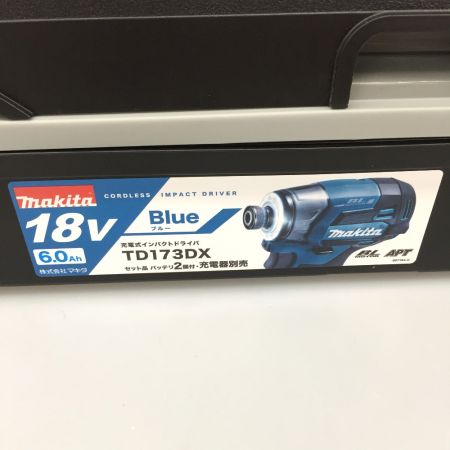 makita CORDLESS IMPACT DRIVER
18V
Blue
ブルー
6.0Ah
株式会社マキタ
充電式インパクトドライバ
TD173DX
セット品 バッテリ2個付・充電器別売
BL
makita
BL MOTOR
APT